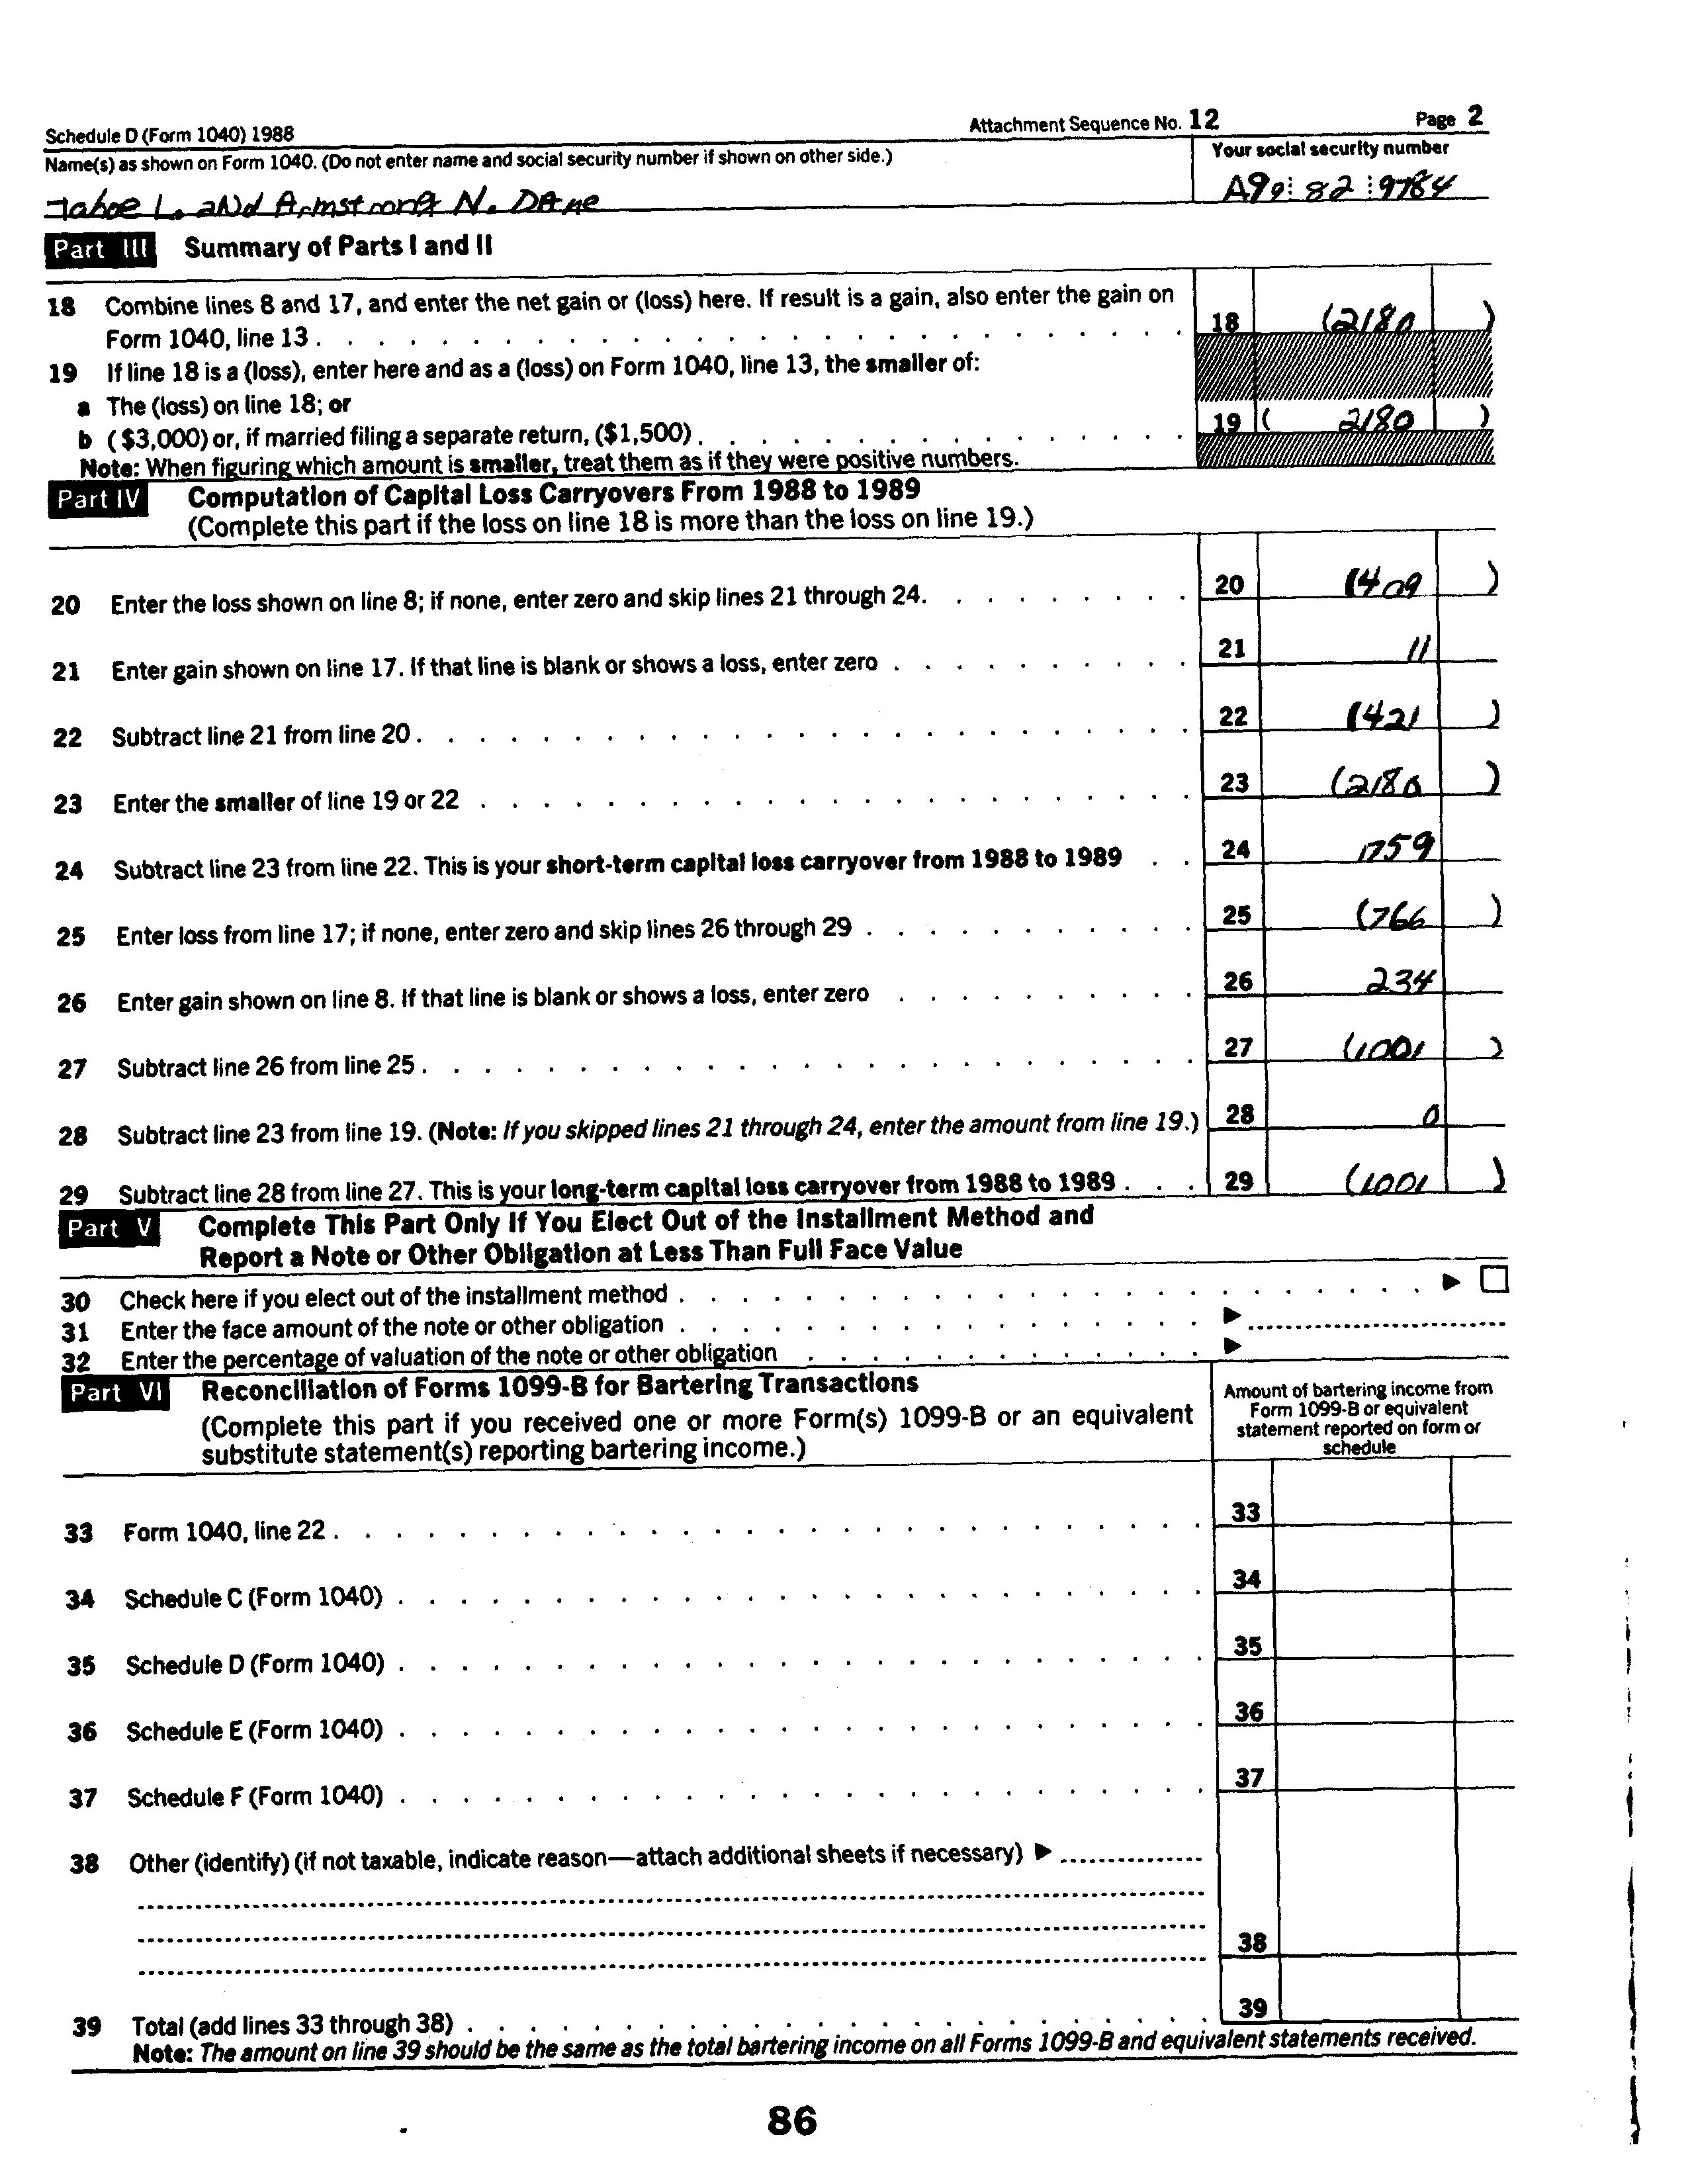 Schedule D (Form 1040) 1988 Attachment Sequence No. 12 Page 2
Name(s) as shown on Form 1040. (Do not enter name and social security number if shown on other side.) Your social security number
Tahoe L. aNd Armstrong N. DAne A99 82 9784
Part III Summary of Parts I and II
18 Combine lines 8 and 17, and enter the net gain or (loss) here. If result is a gain, also enter the gain on
Form 1040, line 13 . . . . . . . . . . . . . . . . . . . . 18 (2180 )
19 If line 18 is a (loss), enter here and as a (loss) on Form 1040, line 13, the smaller of:
a The (loss) on line 18; or
b ($3,000) or, if married filing a separate return, ($1,500) . . . . . . . . . . . . . . . 19 ( 2180 )
Note: When figuring which amount is smaller, treat them as if they were positive numbers.
Part IV Computation of Capital Loss Carryovers From 1988 to 1989
(Complete this part if the loss on line 18 is more than the loss on line 19.)
20 Enter the loss shown on line 8; if none, enter zero and skip lines 21 through 24. . . . . . . . . 20 (409 )
21 Enter gain shown on line 17. If that line is blank or shows a loss, enter zero . . . . . . . . . . 21 11
22 Subtract line 21 from line 20 . . . . . . . . . . . . . . . . . . . . . . . . . 22 (421 )
23 Enter the smaller of line 19 or 22 . . . . . . . . . . . . . . . . . . . . . . . 23 (2180 )
24 Subtract line 23 from line 22. This is your short-term capital loss carryover from 1988 to 1989 . . 24 1759
25 Enter loss from line 17; if none, enter zero and skip lines 26 through 29 . . . . . . . . . . . 25 (766 )
26 Enter gain shown on line 8. If that line is blank or shows a loss, enter zero . . . . . . . . . . 26 234
27 Subtract line 26 from line 25 . . . . . . . . . . . . . . . . . . . . . . . . . 27 (1001 )
28 Subtract line 23 from line 19. (Note: If you skipped lines 21 through 24, enter the amount from line 19.) 28 0
29 Subtract line 28 from line 27. This is your long-term capital loss carryover from 1988 to 1989 . . . 29 (1001 )
Part V Complete This Part Only If You Elect Out of the Installment Method and
Report a Note or Other Obligation at Less Than Full Face Value
30 Check here if you elect out of the installment method . . . . . . . . . . . . . . . . . . . . . . . . ▶ □
31 Enter the face amount of the note or other obligation . . . . . . . . . . . . . . . . . . ▶
32 Enter the percentage of valuation of the note or other obligation . . . . . . . . . . . . . ▶
Part VI Reconciliation of Forms 1099-B for Bartering Transactions
(Complete this part if you received one or more Form(s) 1099-B or an equivalent
substitute statement(s) reporting bartering income.)
Amount of bartering income from
Form 1099-B or equivalent
statement reported on form or
schedule
33 Form 1040, line 22 . . . . . . . . . . . . . . . . . . . . . . . . . . . . 33
34 Schedule C (Form 1040) . . . . . . . . . . . . . . . . . . . . . . . . . . 34
35 Schedule D (Form 1040) . . . . . . . . . . . . . . . . . . . . . . . . . . 35
36 Schedule E (Form 1040) . . . . . . . . . . . . . . . . . . . . . . . . . . 36
37 Schedule F (Form 1040) . . . . . . . . . . . . . . . . . . . . . . . . . . 37
38 Other (identify) (if not taxable, indicate reason—attach additional sheets if necessary) ▶
38
39 Total (add lines 33 through 38) . . . . . . . . . . . . . . . . . . . . . . . . 39
Note: The amount on line 39 should be the same as the total bartering income on all Forms 1099-B and equivalent statements received.
86